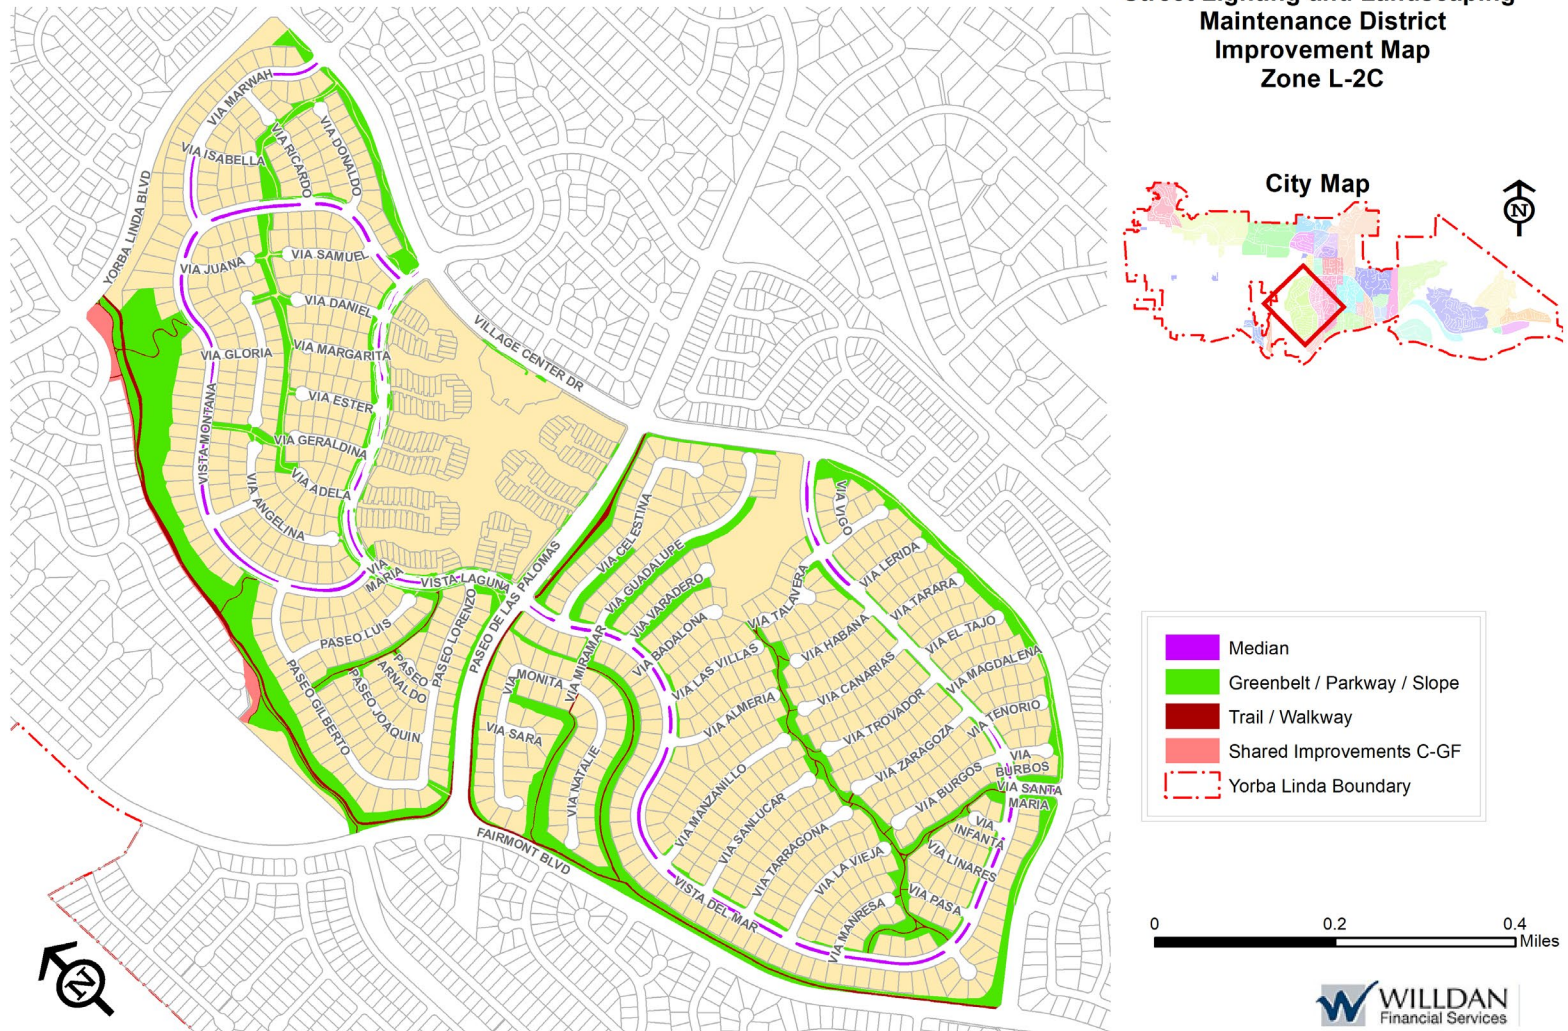 Street Lighting and Landscaping
Maintenance District
Improvement Map
Zone L-2C
City Map
N
VIA MARWAH
VIA ISABELLA
VIA RICARDO
VIA DONALDO
YORBA LINDA BLVD
VIA JUANA
VIA SAMUEL
VIA DANIEL
VIA GLORIA
VIA MARGARITA
VILLAGE CENTER DR
VISTA MONTANA
VIA ESTER
VIA GERALDINA
VIA ADELA
VIA ANGELINA
VIA
MARIA
VISTA LAGUNA
PASEO DE LAS PALOMAS
PASEO LUIS
PASEO LORENZO
PASEO
ARNALDO
PASEO JOAQUIN
PASEO GILBERTO
VIA CELESTINA
VIA GUADALUPE
VIA VARADERO
VIA BADALONA
VIA MIRAMAR
VIA MONITA
VIA SARA
VIA NATALIE
FAIRMONT BLVD
VIA VIGO
VIA LERIDA
VIA TALAVERA
VIA TARARA
VIA HABANA
VIA EL TAJO
VIA LAS VILLAS
VIA CANARIAS
VIA MAGDALENA
VIA ALMERIA
VIA TROVADOR
VIA TENORIO
VIA ZARAGOZA
VIA
BURBOS
VIA MANZANILLO
VIA BURGOS
VIA SANTA
MARIA
VIA SANLUCAR
VIA
INFANTA
VIA TARRAGONA
VIA LINARES
VIA LA VIEJA
VIA PASA
VISTA DEL MAR
VIA MANRESA
N
Median
Greenbelt / Parkway / Slope
Trail / Walkway
Shared Improvements C-GF
Yorba Linda Boundary
0 0.2 0.4
Miles
WILLDAN
Financial Services